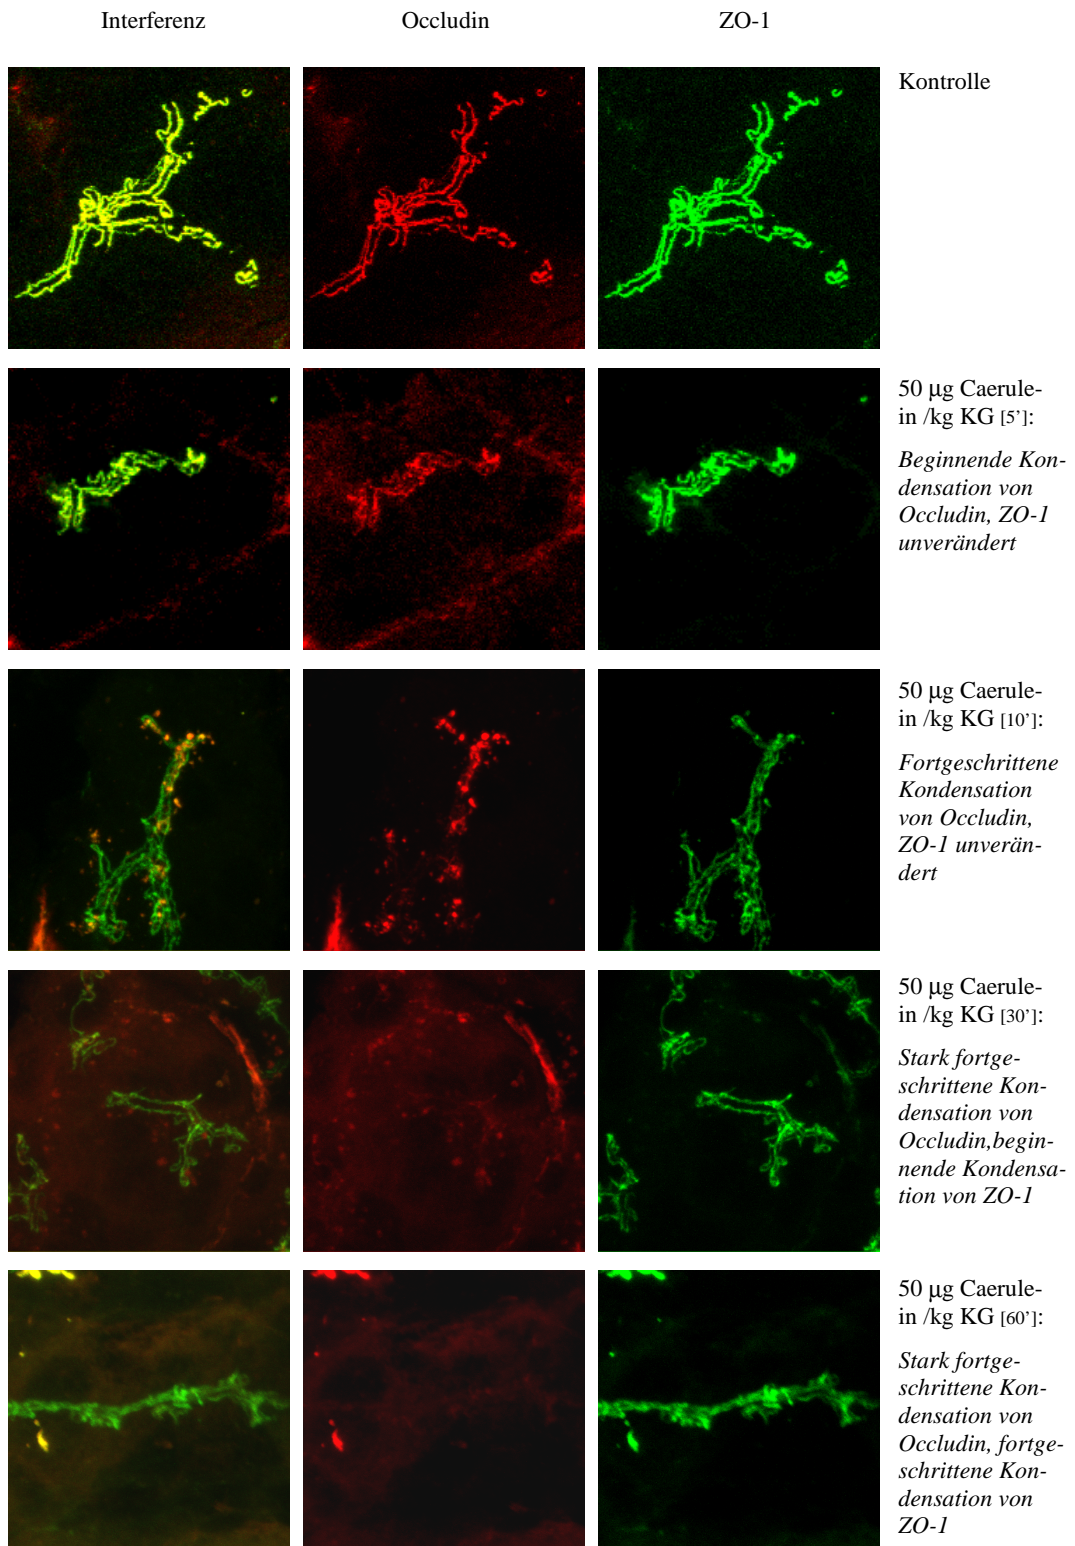 Interferenz
Occludin
ZO-1
Kontrolle
50 μg Caerule-
in /kg KG [5’]:
Beginnende Kon-
densation von
Occludin, ZO-1
unverändert
50 μg Caerule-
in /kg KG [10’]:
Fortgeschrittene
Kondensation
von Occludin,
ZO-1 unverän-
dert
50 μg Caerule-
in /kg KG [30’]:
Stark fortge-
schrittene Kon-
densation von
Occludin,begin-
nende Kondensa-
tion von ZO-1
50 μg Caerule-
in /kg KG [60’]:
Stark fortge-
schrittene Kon-
densation von
Occludin, fortge-
schrittene Kon-
densation von
ZO-1